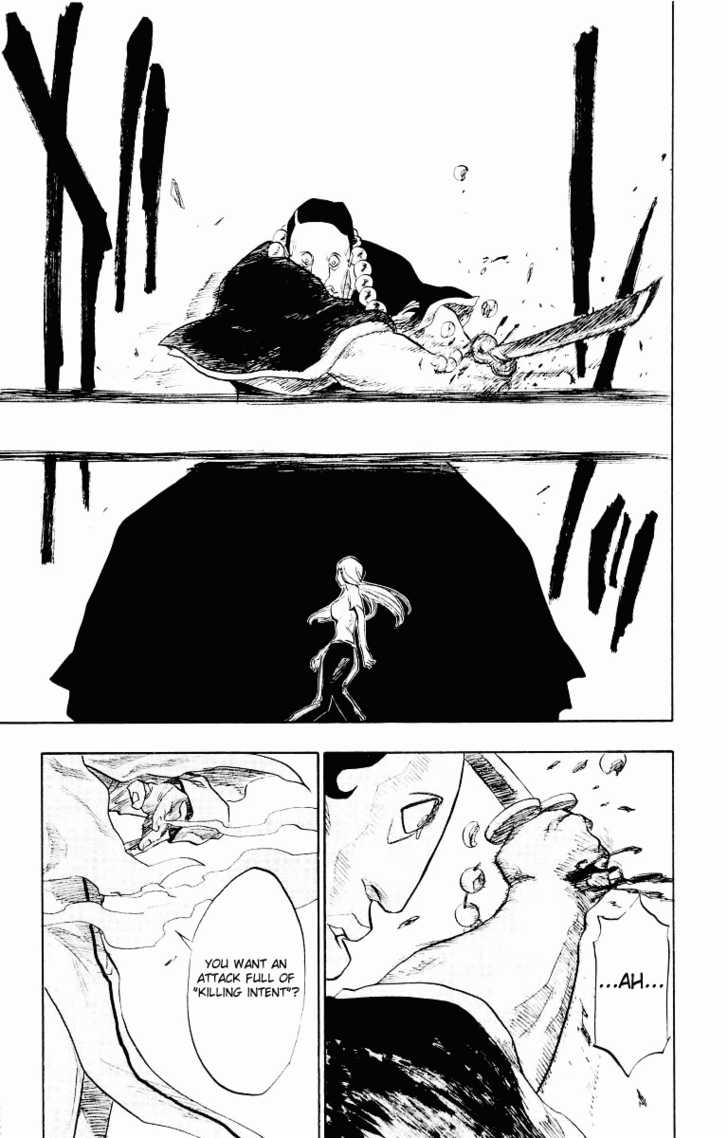 ...AH...
YOU WANT AN
ATTACK FULL OF
"KILLING INTENT"?